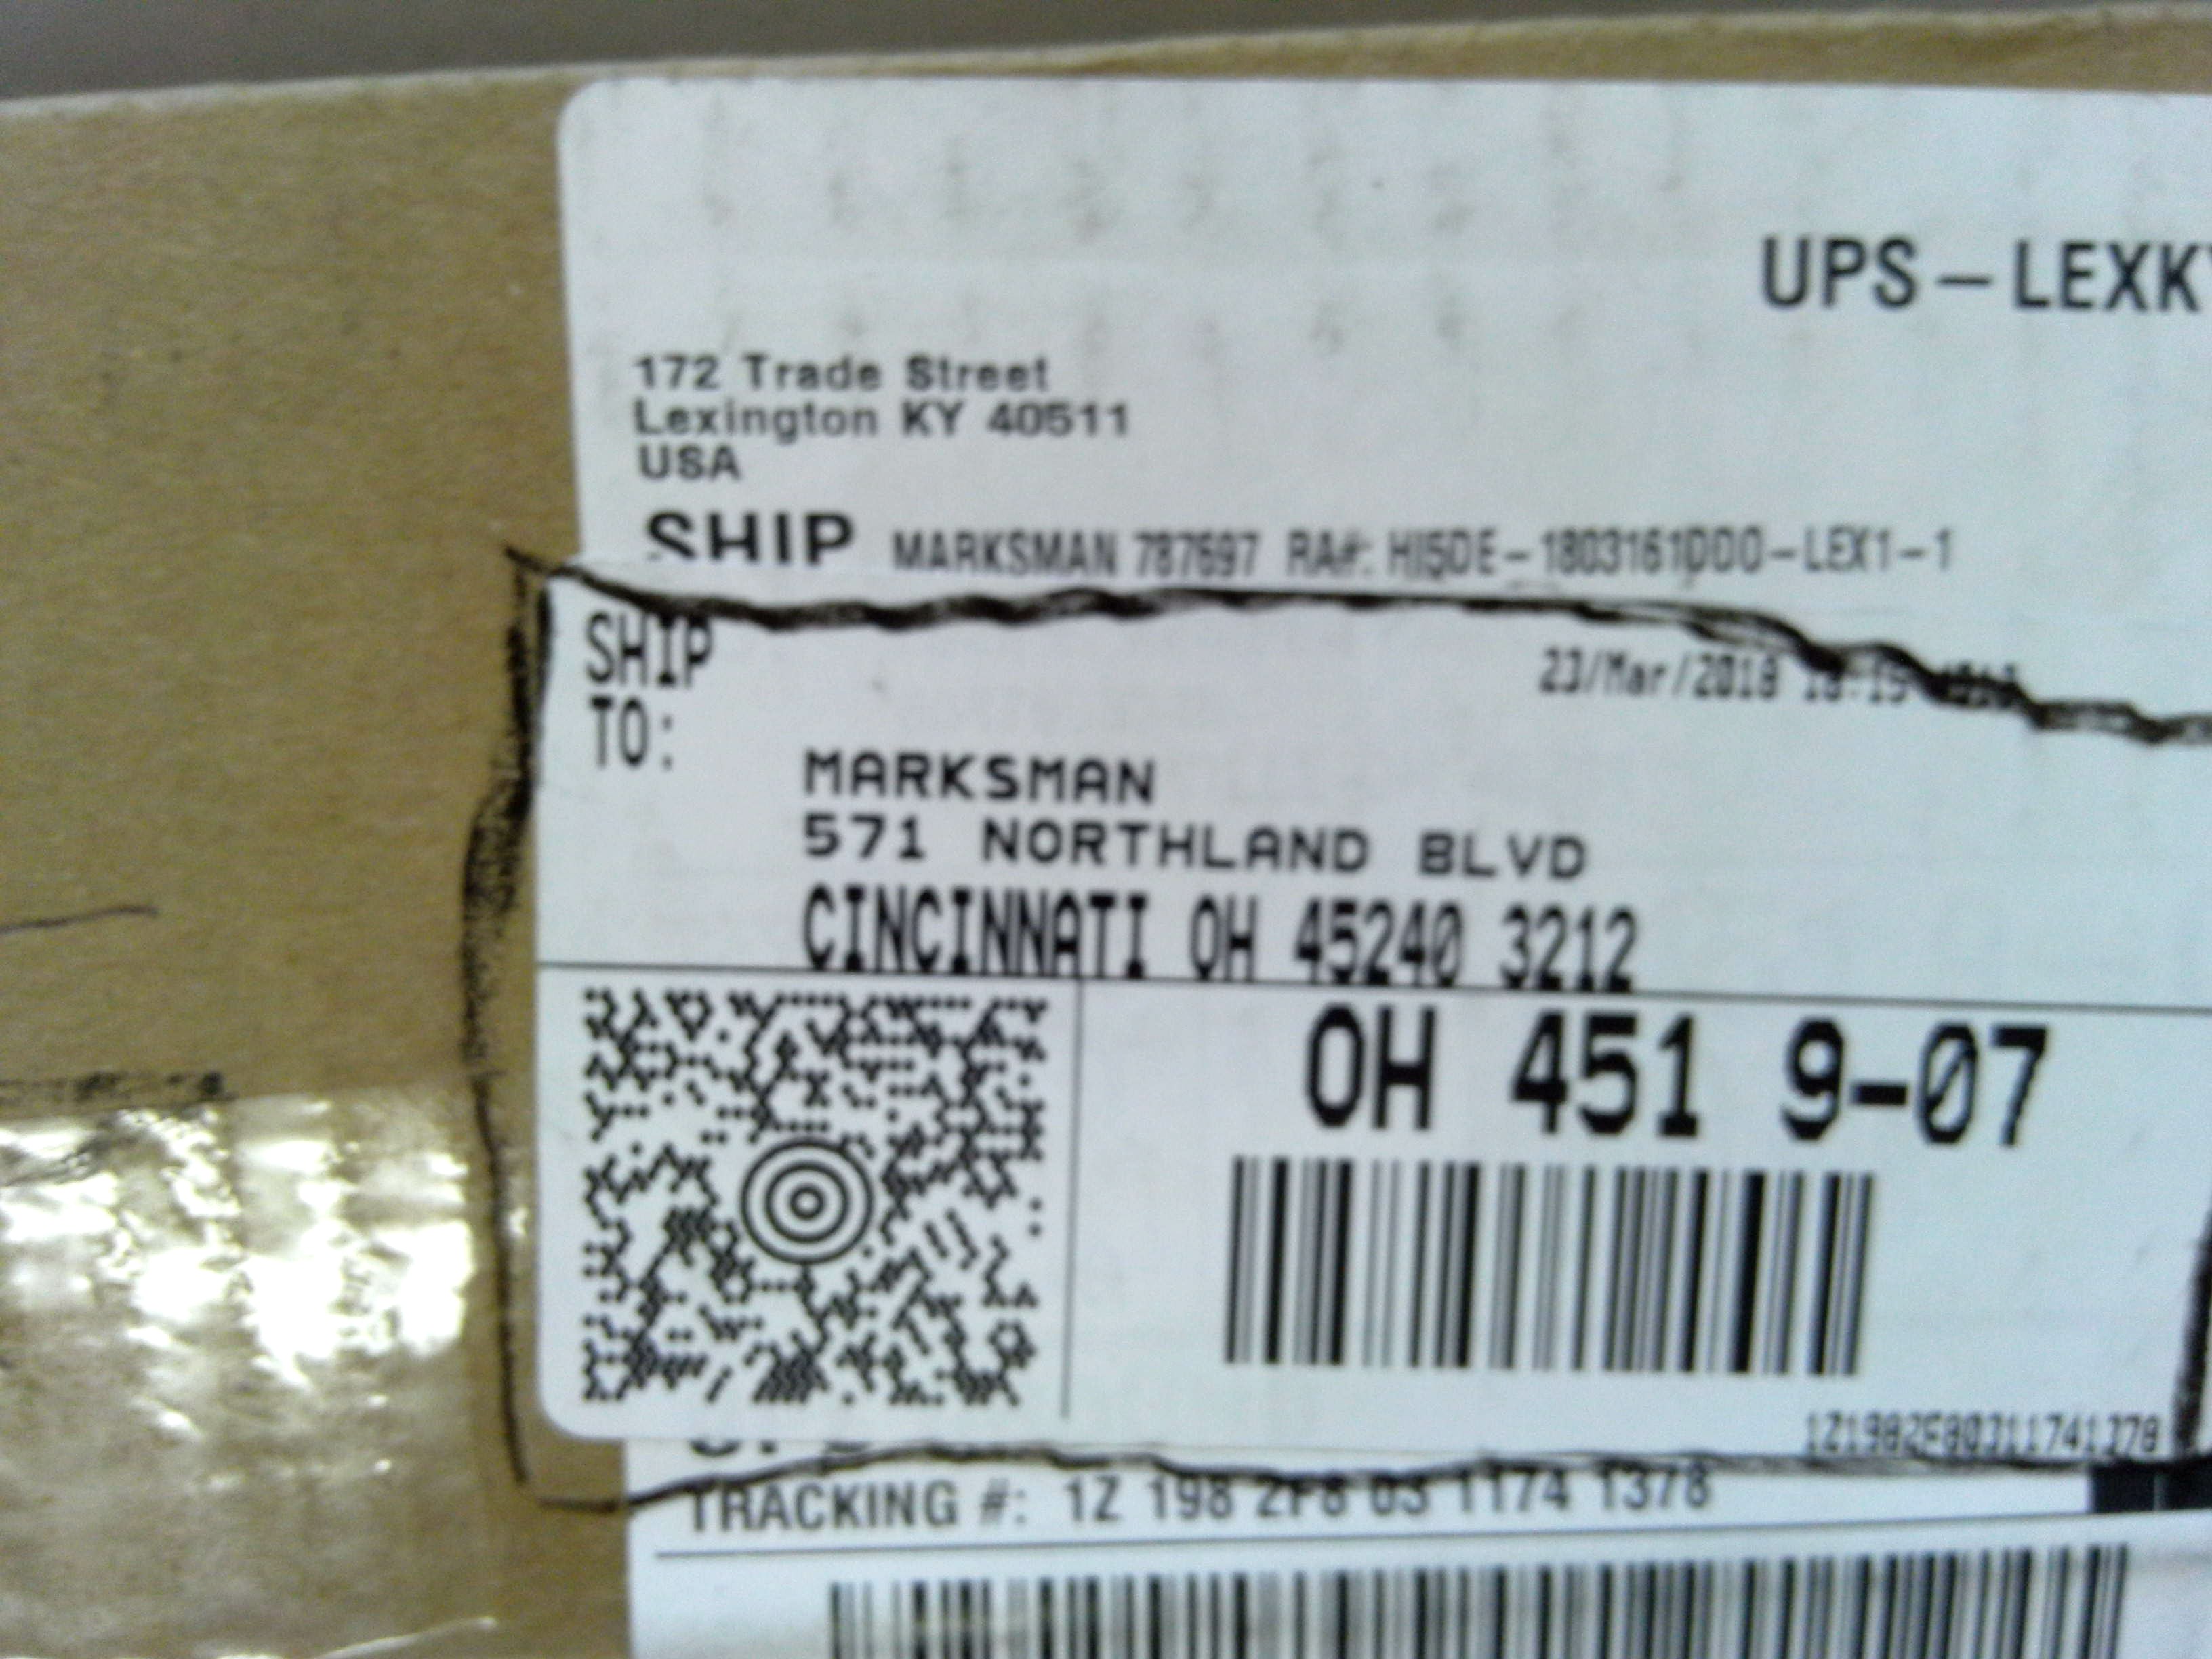 UPS-LEXKY
172 Trade Street
Lexington KY 40511
USA
SHIP MARKSMAN 787697 RA#: HI5DE-1803161DD0-LEX1-1
SHIP
TO:
23/Mar/2018
MARKSMAN
571 NORTHLAND BLVD
CINCINNATI OH 45240 3212
OH 451 9-07
1Z1982F80311741378
TRACKING #: 1Z 198 2F8 03 1174 1378